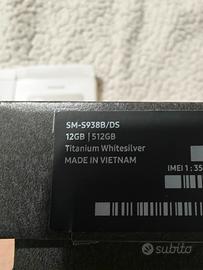 SM-S938B/DS
12GB | 512GB
Titanium Whitesilver
MADE IN VIETNAM
IMEI 1 : 35
subito